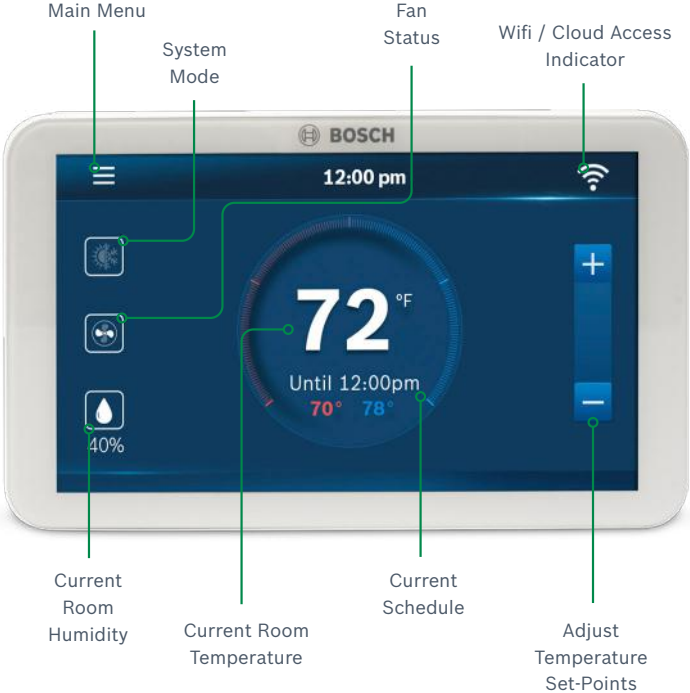 Main Menu
Fan
Status
Wifi / Cloud Access
Indicator
System
Mode
BOSCH
12:00 pm
72 °F
Until 12:00pm
70° 78°
40%
Current
Room
Humidity
Current Room
Temperature
Current
Schedule
Adjust
Temperature
Set-Points